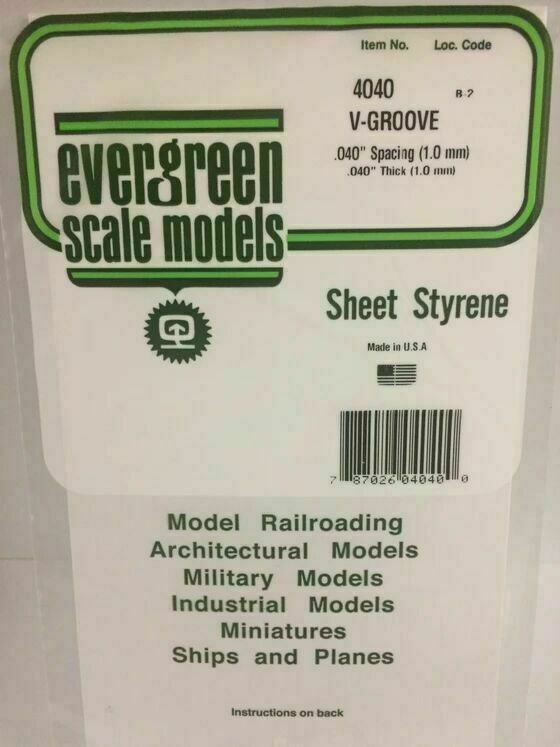 Item No. Loc. Code
4040 B-2
V-GROOVE
.040" Spacing (1.0 mm)
.040" Thick (1.0 mm)
evergreen
scale models
Sheet Styrene
Made in U.S.A
7 87026 04040 0
Model Railroading
Architectural Models
Military Models
Industrial Models
Miniatures
Ships and Planes
Instructions on back